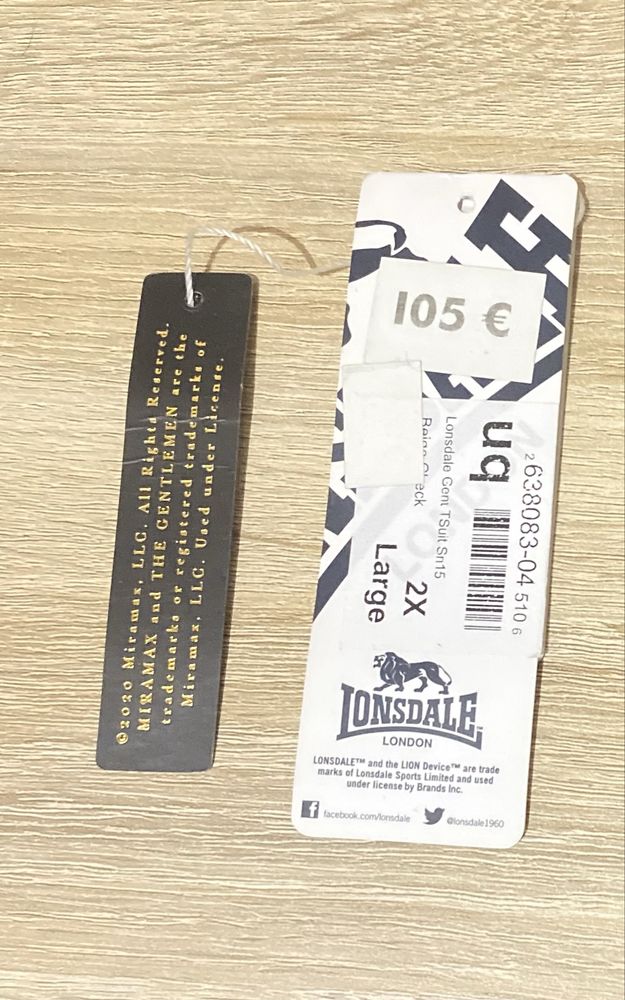 ©2020 Miramax, LLC. All Rights Reserved.
MIRAMAX and THE GENTLEMEN are the
trademarks or registered trademarks of
Miramax, LLC. Used under License.
105 €
uq
2 638083-04 510 6
Lonsdale Gent TSuit Sn15
Beige Check
2X
Large
LONSDALE
LONDON
LONSDALE™ and the LION Device™ are trade
marks of Lonsdale Sports Limited and used
under license by Brands Inc.
facebook.com/lonsdale
@lonsdale1960